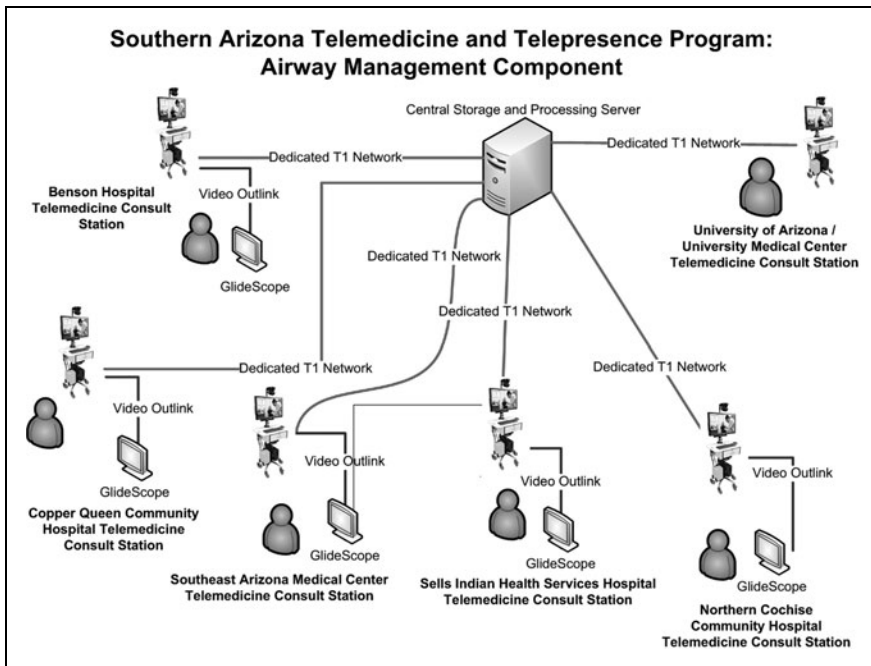 Southern Arizona Telemedicine and Telepresence Program:
Airway Management Component
Central Storage and Processing Server
Dedicated T1 Network
Dedicated T1 Network
Benson Hospital
Telemedicine Consult
Station
Video Outlink
GlideScope
University of Arizona /
University Medical Center
Telemedicine Consult Station
Dedicated T1 Network
Dedicated T1 Network
Dedicated T1 Network
Dedicated T1 Network
Video Outlink
GlideScope
Copper Queen Community
Hospital Telemedicine
Consult Station
Video Outlink
GlideScope
Southeast Arizona Medical Center
Telemedicine Consult Station
Video Outlink
GlideScope
Sells Indian Health Services Hospital
Telemedicine Consult Station
Video Outlink
GlideScope
Northern Cochise
Community Hospital
Telemedicine Consult Station